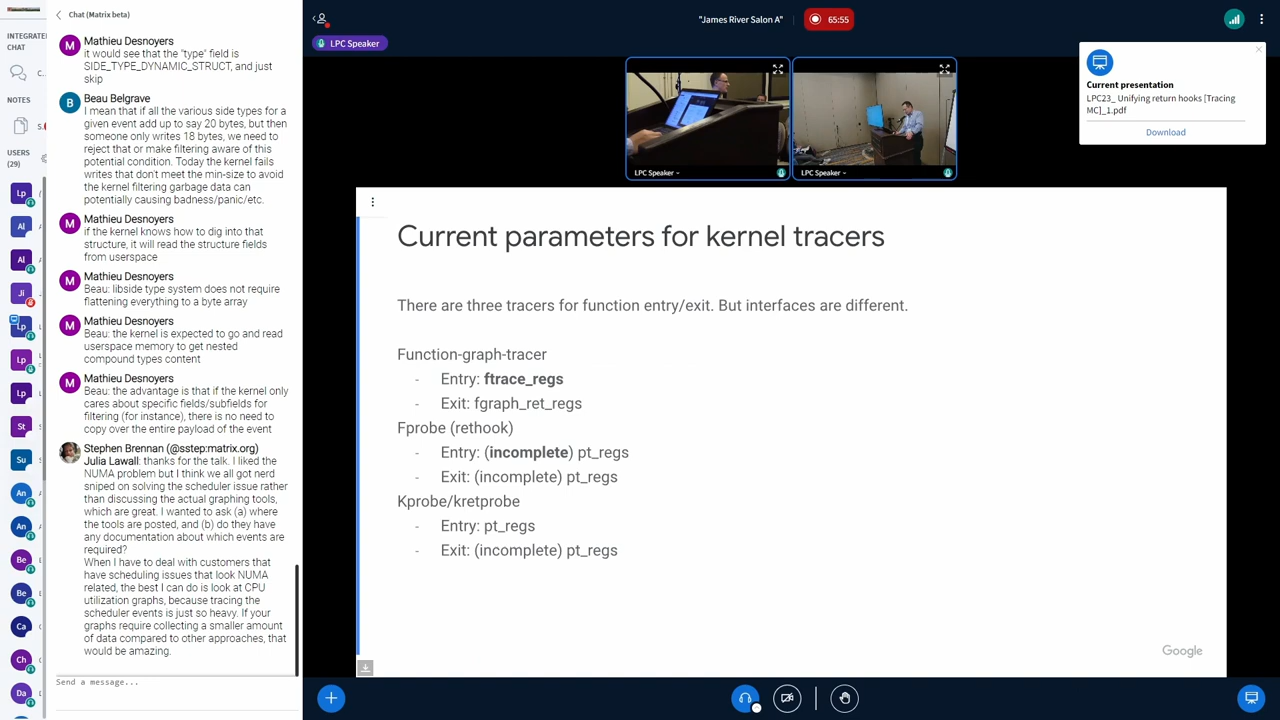 Chat (Matrix beta)
INTEGRATE
CHAT
C..
NOTES
S.
USERS
(29)
Lp
Al
Al
Ji
Lp
Lp
Lp
St
Su
An
An
Be
Be
Ca
Ch
Da
M
Mathieu Desnoyers
it would see that the "type" field is
SIDE_TYPE_DYNAMIC_STRUCT, and just
skip
B
Beau Belgrave
I mean that if all the various side types for a
given event add up to say 20 bytes, but then
someone only writes 18 bytes, we need to
reject that or make filtering aware of this
potential condition. Today the kernel fails
writes that don't meet the min-size to avoid
the kernel filtering garbage data can
potentially causing badness/panic/etc.
M
Mathieu Desnoyers
if the kernel knows how to dig into that
structure, it will read the structure fields
from userspace
M
Mathieu Desnoyers
Beau: libside type system does not require
flattening everything to a byte array
M
Mathieu Desnoyers
Beau: the kernel is expected to go and read
userspace memory to get nested
compound types content
M
Mathieu Desnoyers
Beau: the advantage is that if the kernel only
cares about specific fields/subfields for
filtering (for instance), there is no need to
copy over the entire payload of the event
Stephen Brennan (@sstep:matrix.org)
Julia Lawall: thanks for the talk. I liked the
NUMA problem but I think we all got nerd
sniped on solving the scheduler issue rather
than discussing the actual graphing tools,
which are great. I wanted to ask (a) where
the tools are posted, and (b) do they have
any documentation about which events are
required?
When I have to deal with customers that
have scheduling issues that look NUMA
related, the best I can do is look at CPU
utilization graphs, because tracing the
scheduler events is just so heavy. If your
graphs require collecting a smaller amount
of data compared to other approaches, that
would be amazing.
Send a message...
"James River Salon A"
65:55
LPC Speaker
LPC Speaker
LPC Speaker
Current presentation
LPC23_ Unifying return hooks [Tracing
MC]_1.pdf
Download
Current parameters for kernel tracers
There are three tracers for function entry/exit. But interfaces are different.
Function-graph-tracer
- Entry: ftrace_regs
- Exit: fgraph_ret_regs
Fprobe (rethook)
- Entry: (incomplete) pt_regs
- Exit: (incomplete) pt_regs
Kprobe/kretprobe
- Entry: pt_regs
- Exit: (incomplete) pt_regs
Google